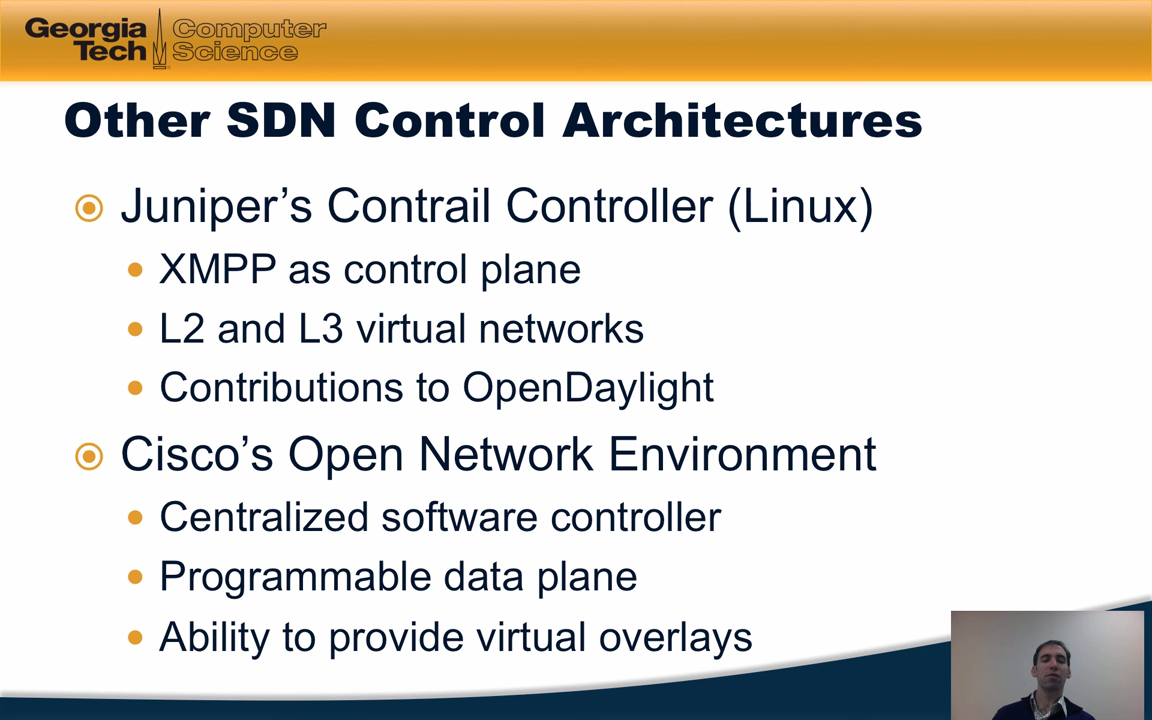 Georgia Tech
Computer Science
Other SDN Control Architectures
Juniper’s Contrail Controller (Linux)
XMPP as control plane
L2 and L3 virtual networks
Contributions to OpenDaylight
Cisco’s Open Network Environment
Centralized software controller
Programmable data plane
Ability to provide virtual overlays